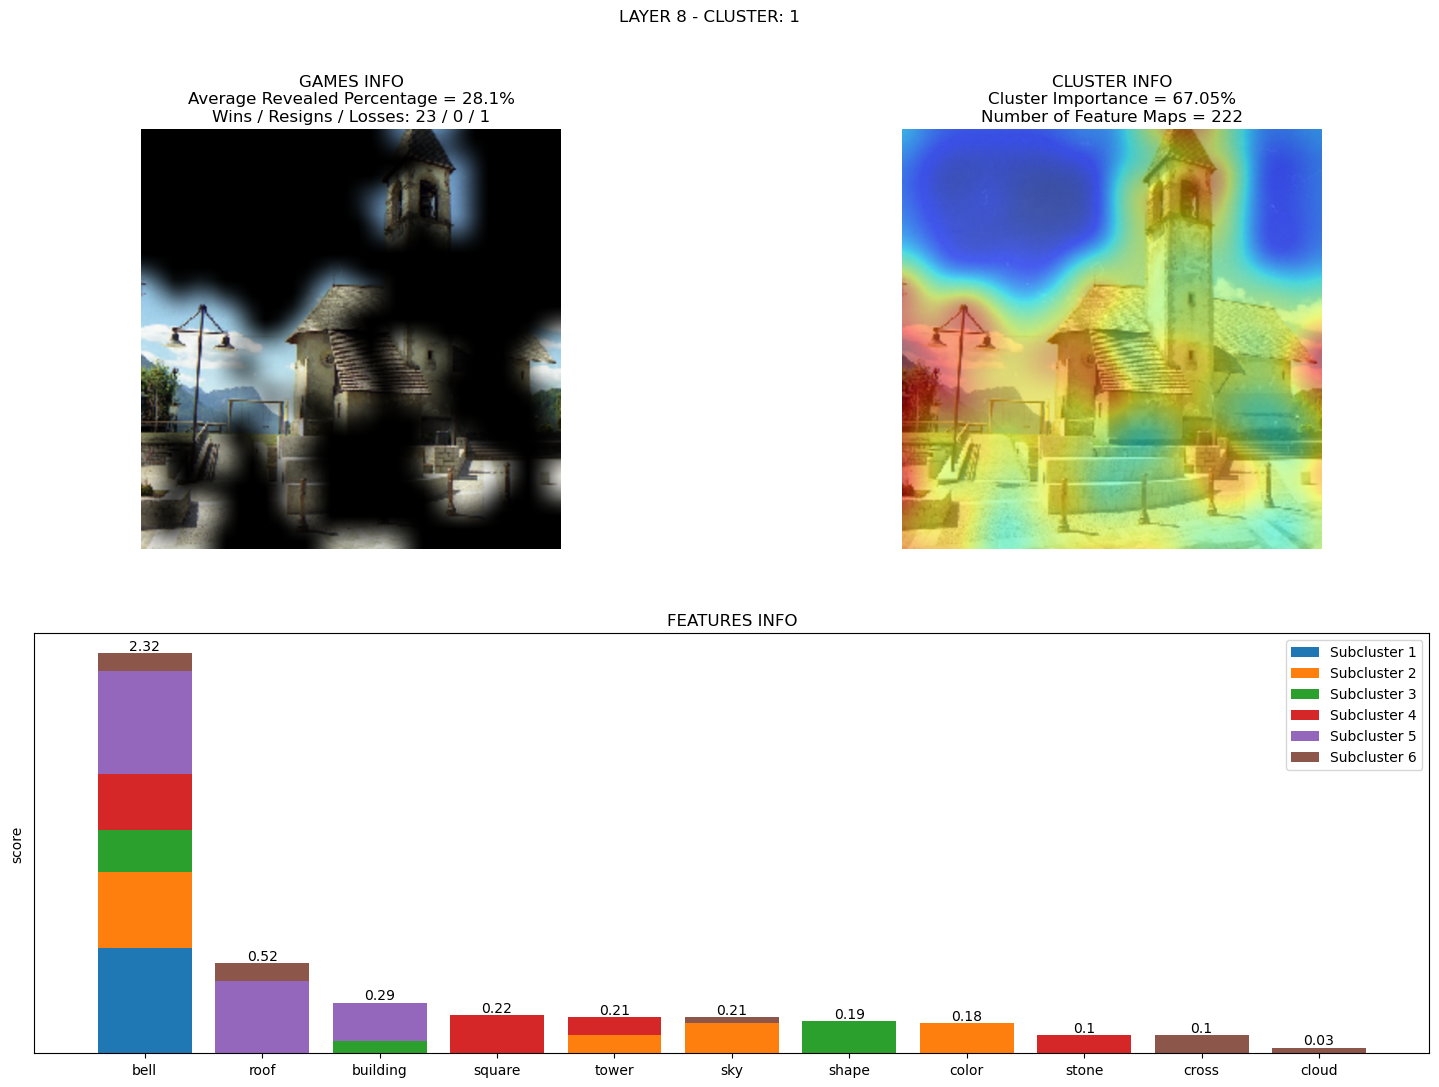 LAYER 8 - CLUSTER: 1
GAMES INFO
Average Revealed Percentage = 28.1%
Wins / Resigns / Losses: 23 / 0 / 1
CLUSTER INFO
Cluster Importance = 67.05%
Number of Feature Maps = 222
FEATURES INFO
score
2.32
0.52
0.29
0.22
0.21
0.21
0.19
0.18
0.1
0.1
0.03
Subcluster 1
Subcluster 2
Subcluster 3
Subcluster 4
Subcluster 5
Subcluster 6
bell roof building square tower sky shape color stone cross cloud